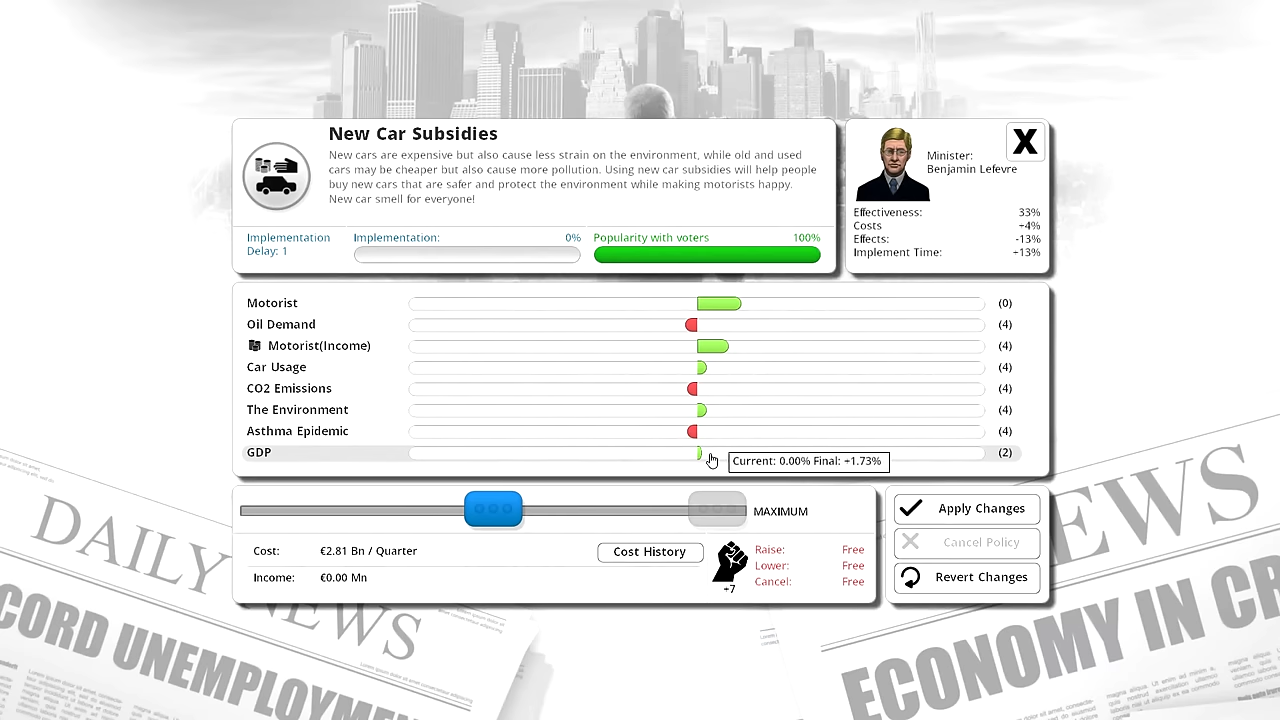 New Car Subsidies
New cars are expensive but also cause less strain on the environment, while old and used
cars may be cheaper but also cause more pollution. Using new car subsidies will help people
buy new cars that are safer and protect the environment while making motorists happy.
New car smell for everyone!
Implementation
Delay: 1
Implementation: 0%
Popularity with voters 100%
X
Minister:
Benjamin Lefevre
Effectiveness: 33%
Costs +4%
Effects: -13%
Implement Time: +13%
Motorist (0)
Oil Demand (4)
Motorist(Income) (4)
Car Usage (4)
CO2 Emissions (4)
The Environment (4)
Asthma Epidemic (4)
GDP (2)
Current: 0.00% Final: +1.73%
MAXIMUM
Cost: €2.81 Bn / Quarter
Income: €0.00 Mn
Cost History
+7
Raise: Free
Lower: Free
Cancel: Free
Apply Changes
Cancel Policy
Revert Changes
DAILY NEWS
CORD UNEMPLOYME
NEWS
ECONOMY IN CR